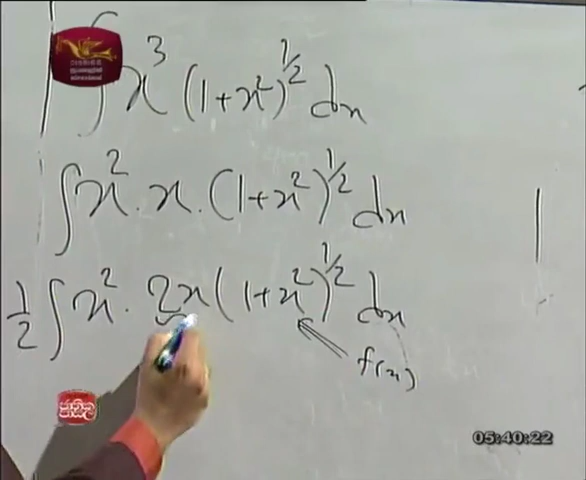 ∫ x³ (1+x²)^½ dx
∫ x² . x . (1+x²)^½ dx
½ ∫ x² . 2x (1+x²)^½ dx
f(x)
05:40:22